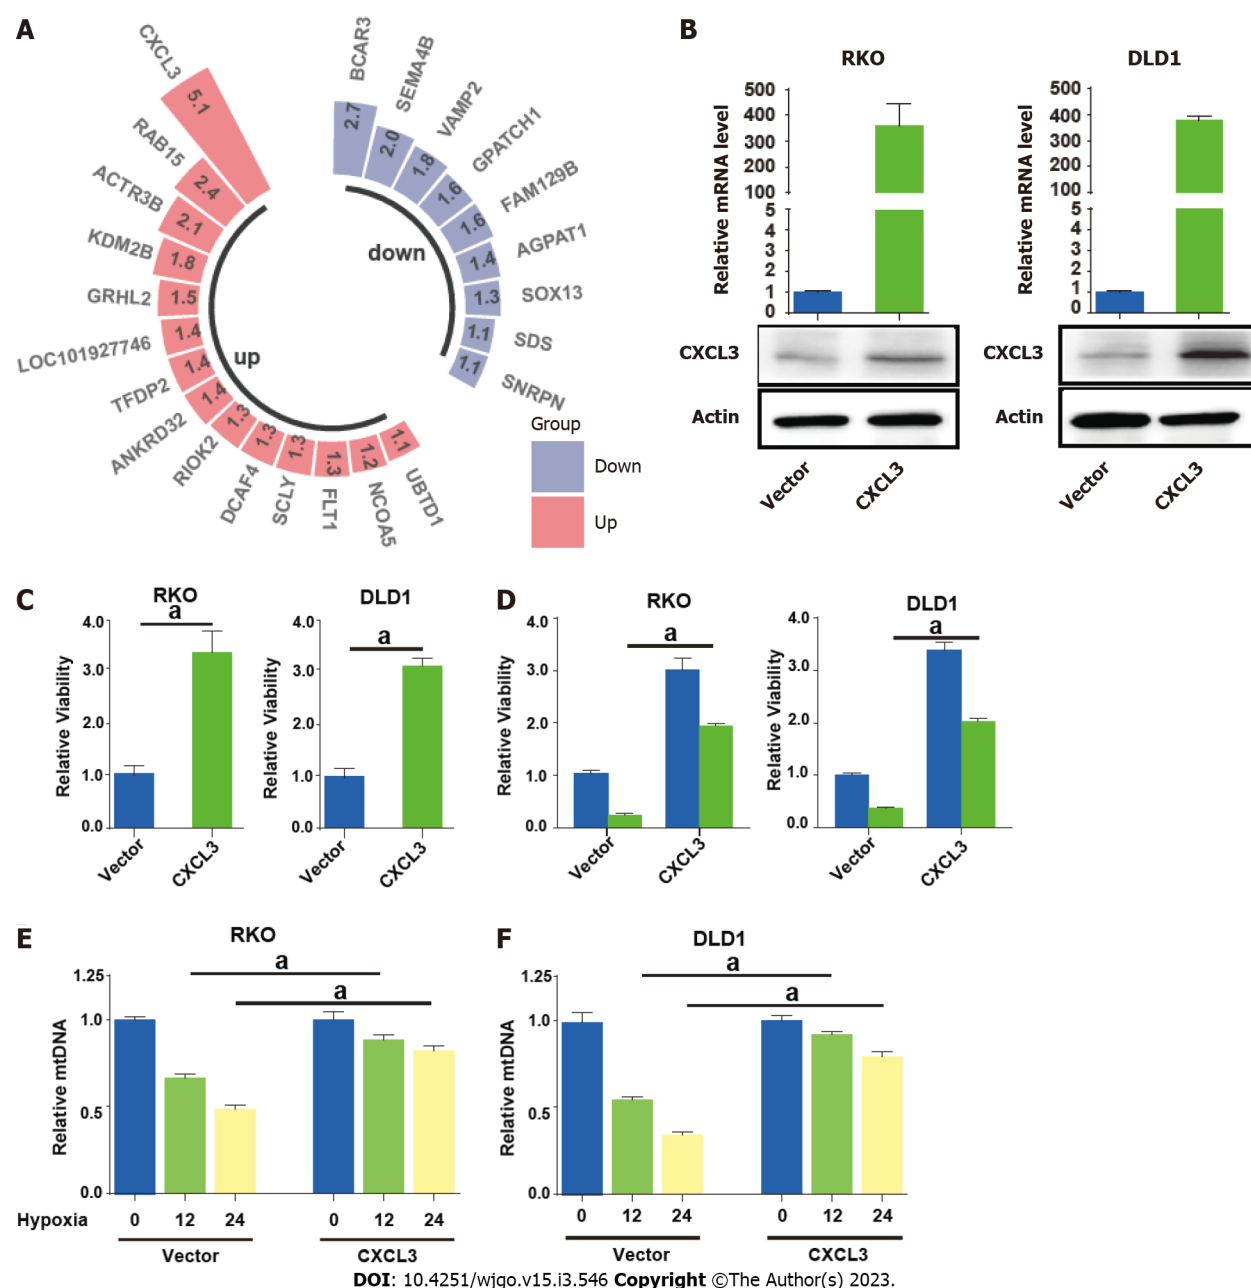 A
CXCL3
5.1
RAB15
2.4
ACTR3B
2.1
KDM2B
1.8
GRHL2
1.5
LOC101927746
1.4
TFDP2
1.4
ANKRD32
1.4
RIOK2
1.3
DCAF4
1.3
SCLY
1.3
FLT1
1.3
NCOA5
1.2
UBTD1
1.1
BCAR3
2.7
SEMA4B
2.0
VAMP2
1.8
GPATCH1
1.6
FAM129B
1.6
AGPAT1
1.4
SOX13
1.3
SDS
1.1
SNRPN
1.1
down
up
Group
Down
Up
B
RKO
Relative mRNA level
500
400
300
200
100
5
4
3
2
1
0
CXCL3
Actin
Vector
CXCL3
DLD1
Relative mRNA level
500
400
300
200
100
5
4
3
2
1
0
CXCL3
Actin
Vector
CXCL3
C
RKO
a
Relative Viability
4.0
3.0
2.0
1.0
0.0
Vector
CXCL3
DLD1
a
Relative Viability
4.0
3.0
2.0
1.0
0.0
Vector
CXCL3
D
RKO
a
Relative Viability
4.0
3.0
2.0
1.0
0.0
Vector
CXCL3
DLD1
a
Relative Viability
4.0
3.0
2.0
1.0
0.0
Vector
CXCL3
E
RKO
a
a
Relative mtDNA
1.25
1.0
0.5
0.0
Hypoxia 0 12 24 0 12 24
Vector CXCL3
F
DLD1
a
a
Relative mtDNA
1.25
1.0
0.5
0.0
0 12 24 0 12 24
Vector CXCL3
DOI: 10.4251/wjgo.v15.i3.546 Copyright ©The Author(s) 2023.